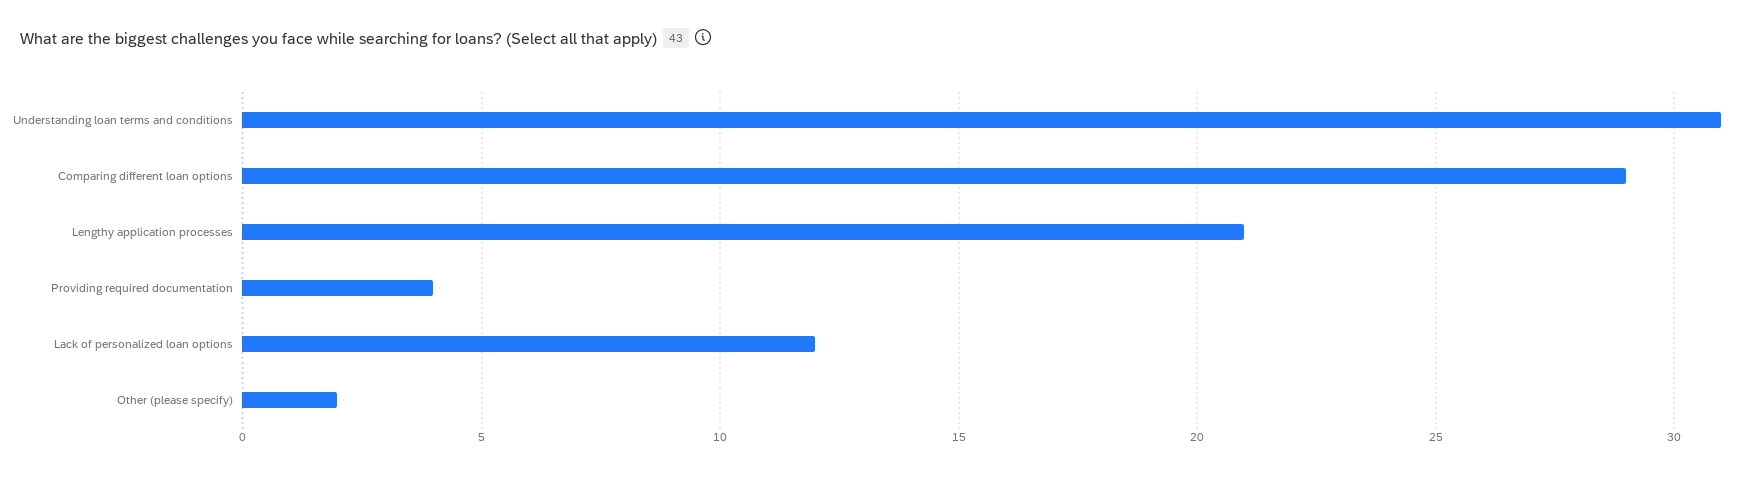 What are the biggest challenges you face while searching for loans? (Select all that apply) 43
Understanding loan terms and conditions
Comparing different loan options
Lengthy application processes
Providing required documentation
Lack of personalized loan options
Other (please specify)
0 5 10 15 20 25 30